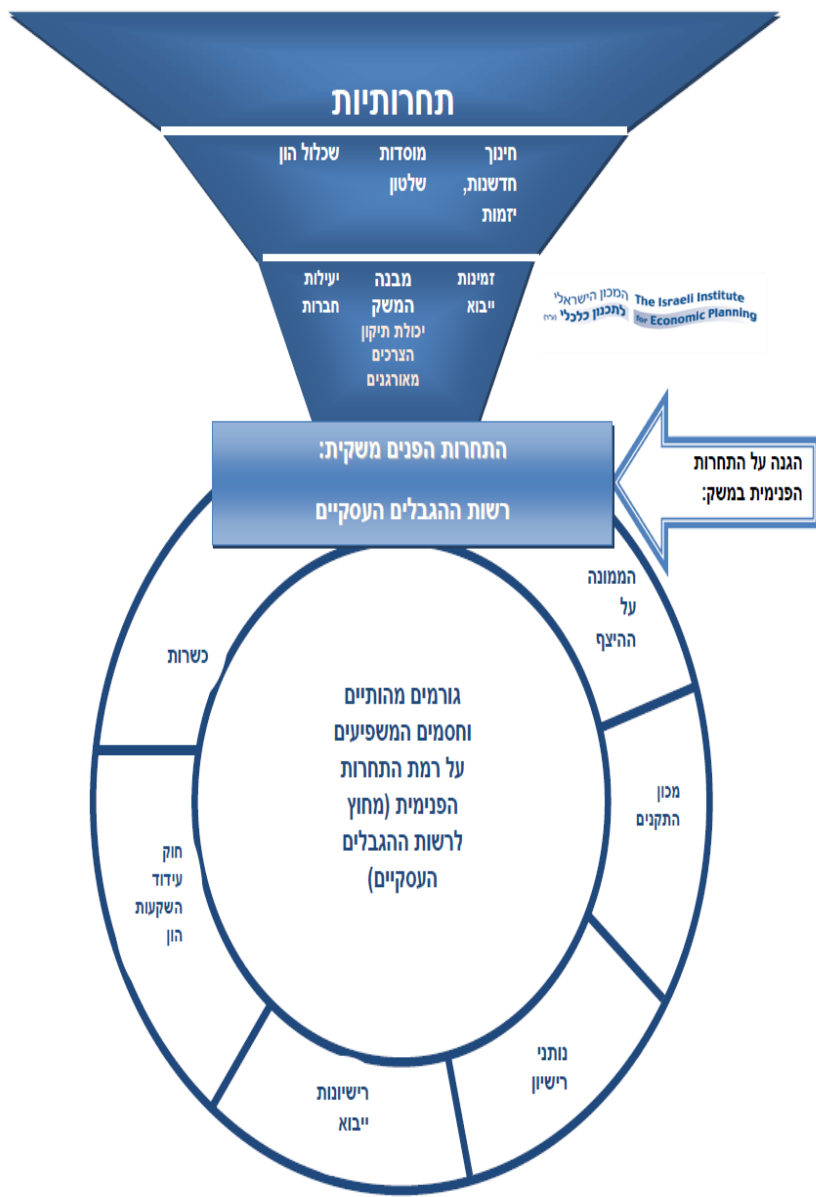 תחרותיות
חינוך
חדשנות,
יזמות
מוסדות
שלטון
שכלול הון
זמינות
ייבוא
מבנה
המשק
יכולת תיקון
הצרכים
מאורגנים
יעילות
חברות
המכון הישראלי
לתכנון כלכלי
The Israeli Institute
for Economic Planning
התחרות הפנים משקית:
רשות ההגבלים העסקיים
הגנה על התחרות
הפנימית במשק:
הממונה
על
ההיצף
מכון
התקנים
נותני
רישיון
רישיונות
ייבוא
חוק
עידוד
השקעות
הון
כשרות
גורמים מהותיים
וחסמים המשפיעים
על רמת התחרות
הפנימית (מחוץ
לרשות ההגבלים
העסקיים)